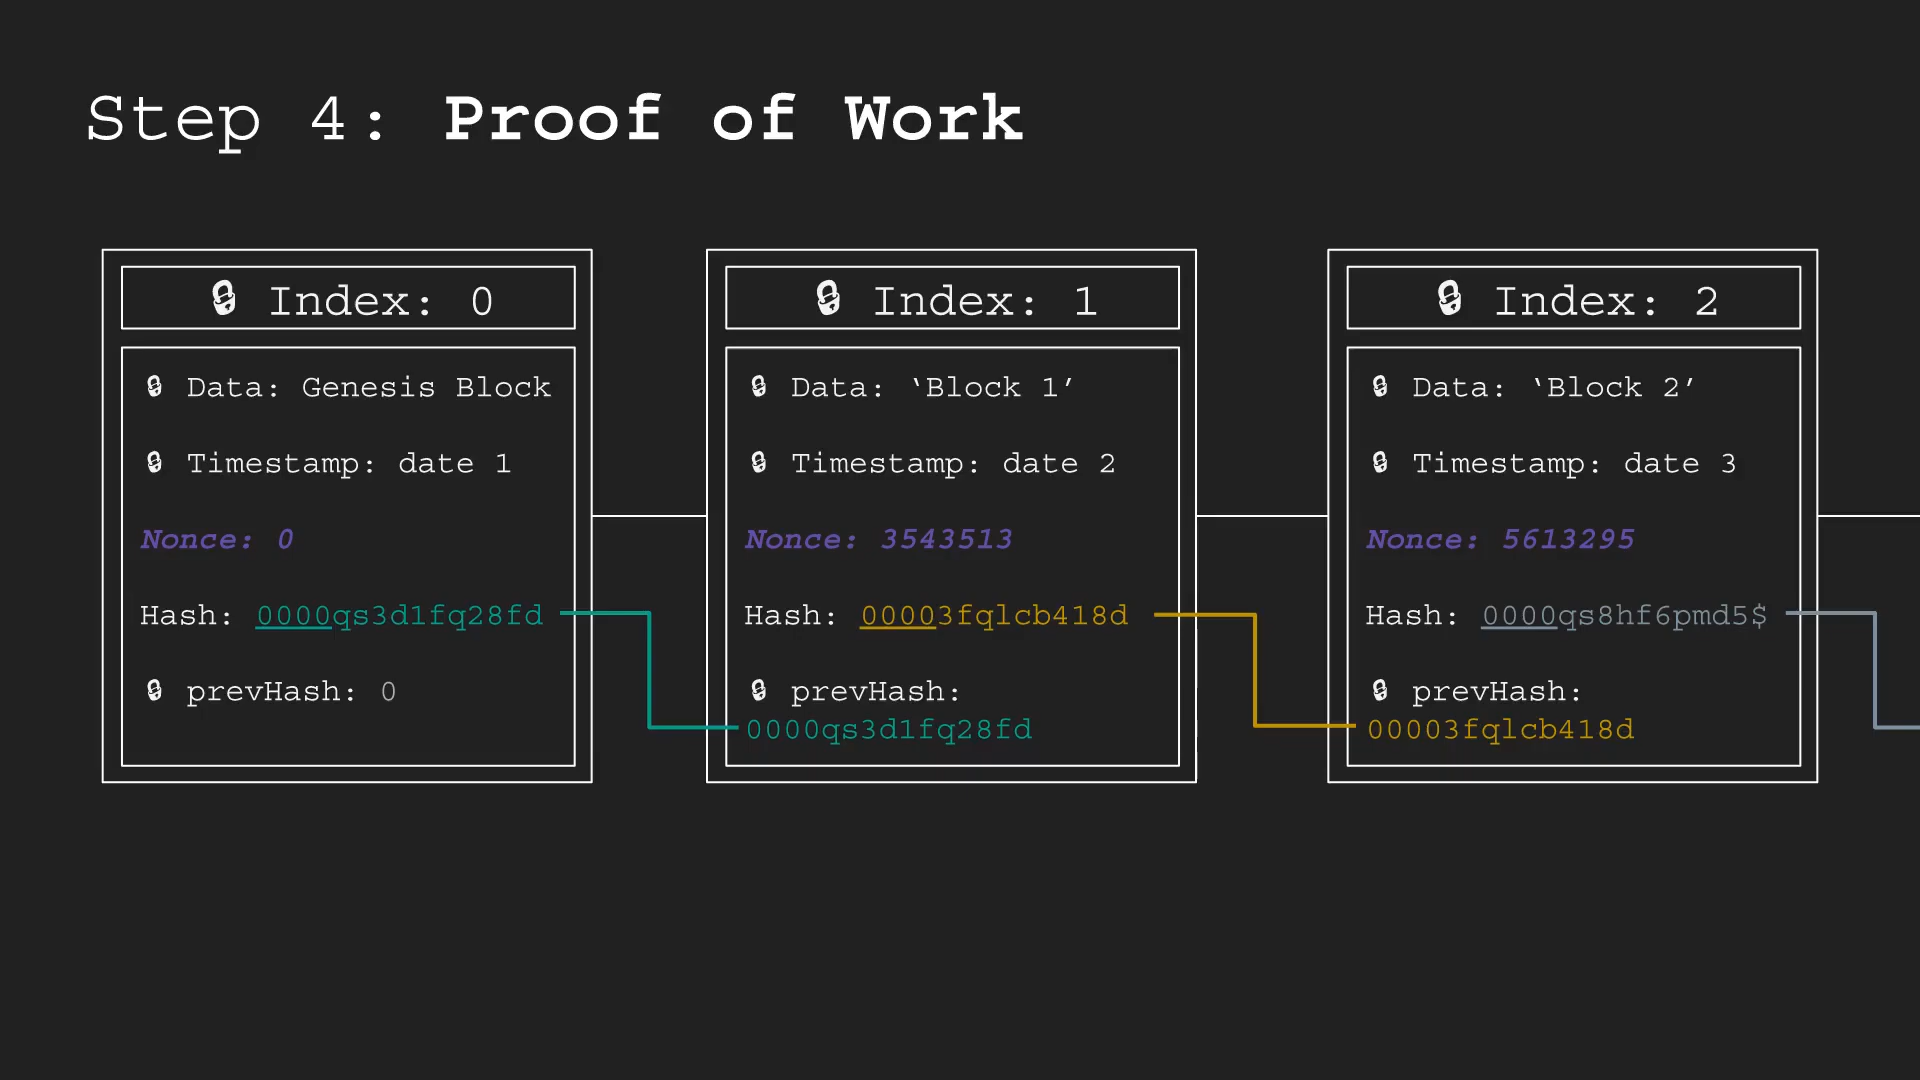 Step 4: Proof of Work
🔒 Index: 0
🔒 Data: Genesis Block
🔒 Timestamp: date 1
Nonce: 0
Hash: 0000qs3d1fq28fd
🔒 prevHash: 0
🔒 Index: 1
🔒 Data: ‘Block 1’
🔒 Timestamp: date 2
Nonce: 3543513
Hash: 00003fqlcb418d
🔒 prevHash:
0000qs3d1fq28fd
🔒 Index: 2
🔒 Data: ‘Block 2’
🔒 Timestamp: date 3
Nonce: 5613295
Hash: 0000qs8hf6pmd5$
🔒 prevHash:
00003fqlcb418d